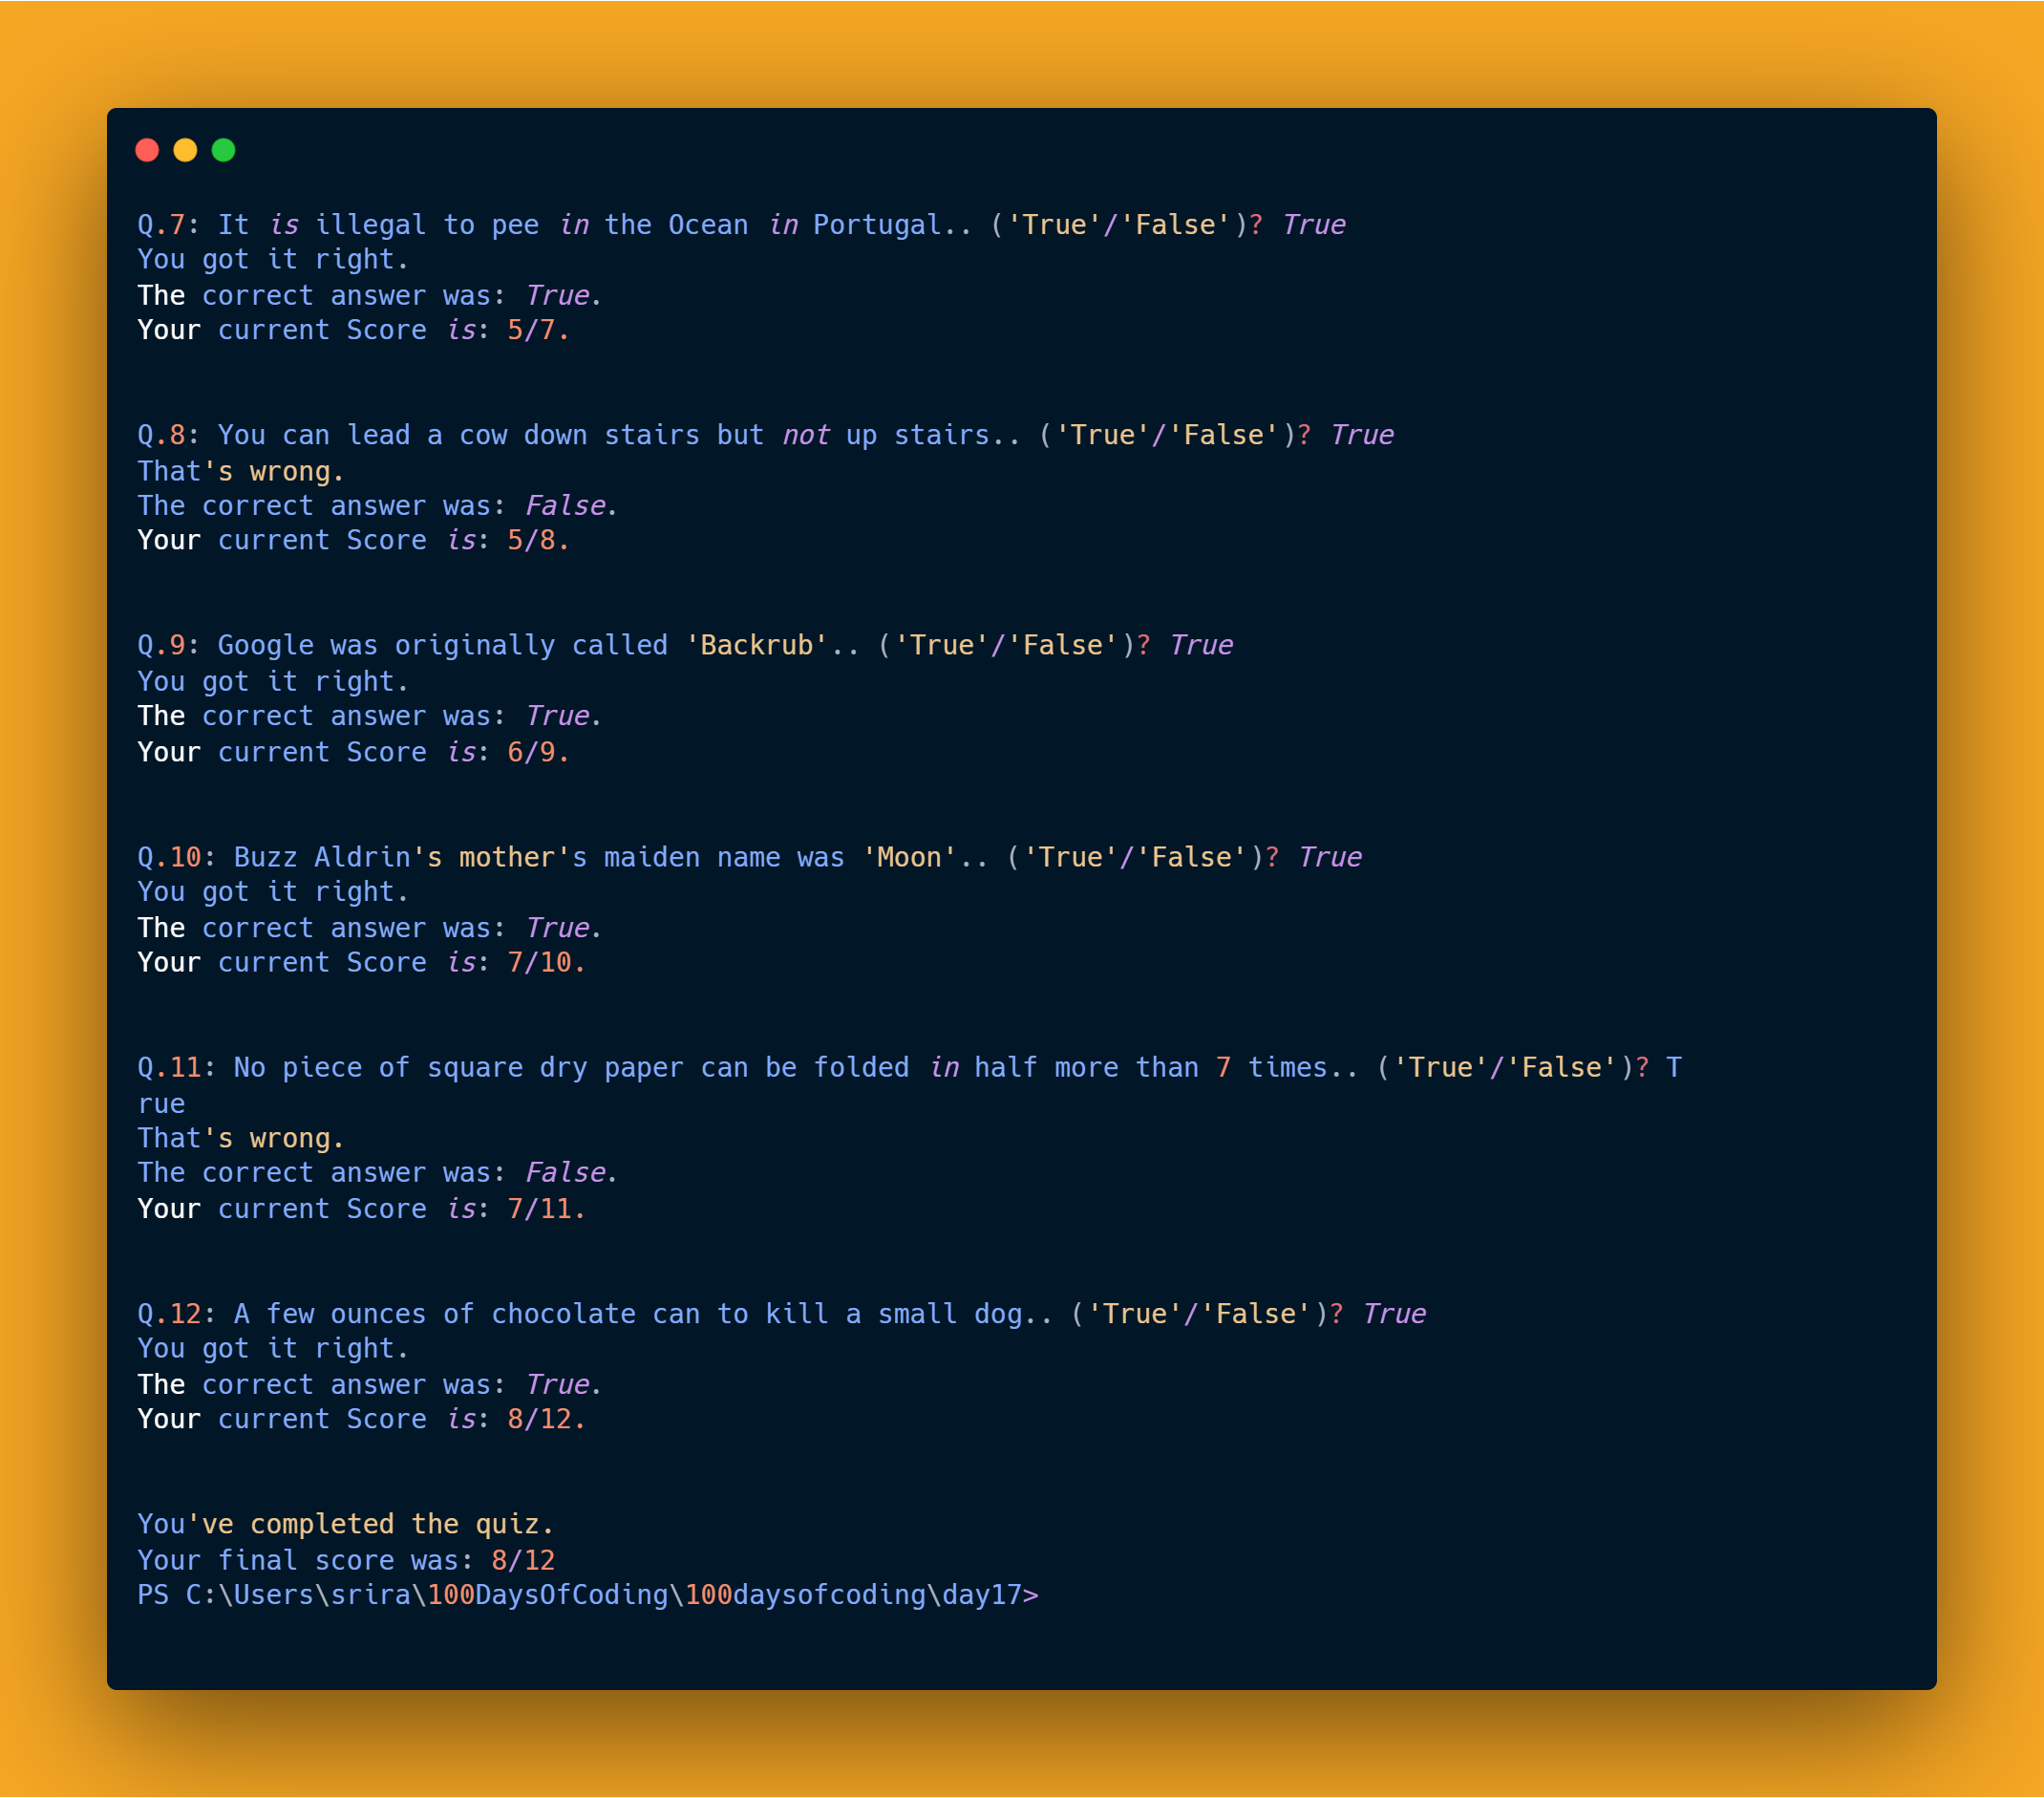 Q.7: It is illegal to pee in the Ocean in Portugal.. ('True'/'False')? True
You got it right.
The correct answer was: True.
Your current Score is: 5/7.
Q.8: You can lead a cow down stairs but not up stairs.. ('True'/'False')? True
That's wrong.
The correct answer was: False.
Your current Score is: 5/8.
Q.9: Google was originally called 'Backrub'.. ('True'/'False')? True
You got it right.
The correct answer was: True.
Your current Score is: 6/9.
Q.10: Buzz Aldrin's mother's maiden name was 'Moon'.. ('True'/'False')? True
You got it right.
The correct answer was: True.
Your current Score is: 7/10.
Q.11: No piece of square dry paper can be folded in half more than 7 times.. ('True'/'False')? T
rue
That's wrong.
The correct answer was: False.
Your current Score is: 7/11.
Q.12: A few ounces of chocolate can to kill a small dog.. ('True'/'False')? True
You got it right.
The correct answer was: True.
Your current Score is: 8/12.
You've completed the quiz.
Your final score was: 8/12
PS C:\Users\srira\100DaysOfCoding\100daysofcoding\day17>